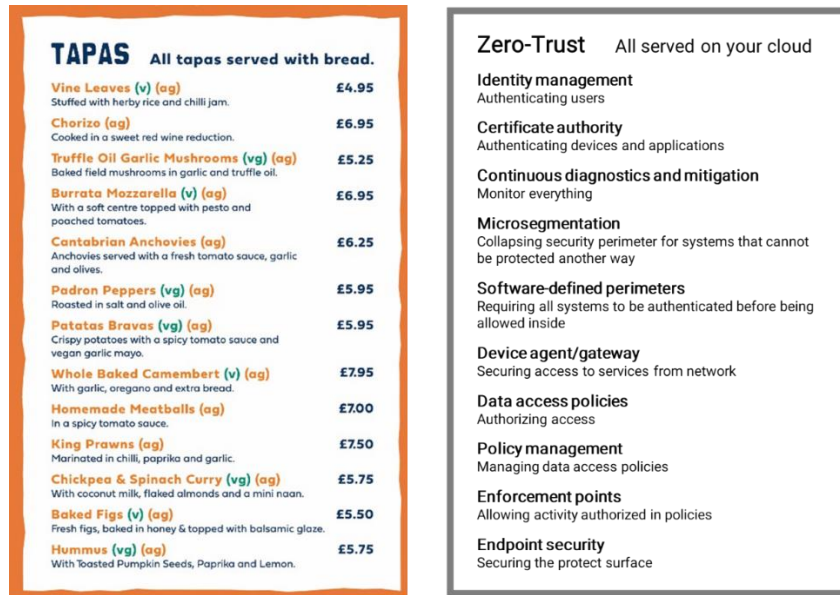 TAPAS All tapas served with bread.
Vine Leaves (v) (ag) £4.95
Stuffed with herby rice and chilli jam.
Chorizo (ag) £6.95
Cooked in a sweet red wine reduction.
Truffle Oil Garlic Mushrooms (vg) (ag) £5.25
Baked field mushrooms in garlic and truffle oil.
Burrata Mozzarella (v) (ag) £6.95
With a soft centre topped with pesto and
poached tomatoes.
Cantabrian Anchovies (ag) £6.25
Anchovies served with a fresh tomato sauce, garlic
and olives.
Padron Peppers (vg) (ag) £5.95
Roasted in salt and olive oil.
Patatas Bravas (vg) (ag) £5.95
Crispy potatoes with a spicy tomato sauce and
vegan garlic mayo.
Whole Baked Camembert (v) (ag) £7.95
With garlic, oregano and extra bread.
Homemade Meatballs (ag) £7.00
In a spicy tomato sauce.
King Prawns (ag) £7.50
Marinated in chilli, paprika and garlic.
Chickpea & Spinach Curry (vg) (ag) £5.75
With coconut milk, flaked almonds and a mini naan.
Baked Figs (v) (ag) £5.50
Fresh figs, baked in honey & topped with balsamic glaze.
Hummus (vg) (ag) £5.75
With Toasted Pumpkin Seeds, Paprika and Lemon.
Zero-Trust All served on your cloud
Identity management
Authenticating users
Certificate authority
Authenticating devices and applications
Continuous diagnostics and mitigation
Monitor everything
Microsegmentation
Collapsing security perimeter for systems that cannot
be protected another way
Software-defined perimeters
Requiring all systems to be authenticated before being
allowed inside
Device agent/gateway
Securing access to services from network
Data access policies
Authorizing access
Policy management
Managing data access policies
Enforcement points
Allowing activity authorized in policies
Endpoint security
Securing the protect surface